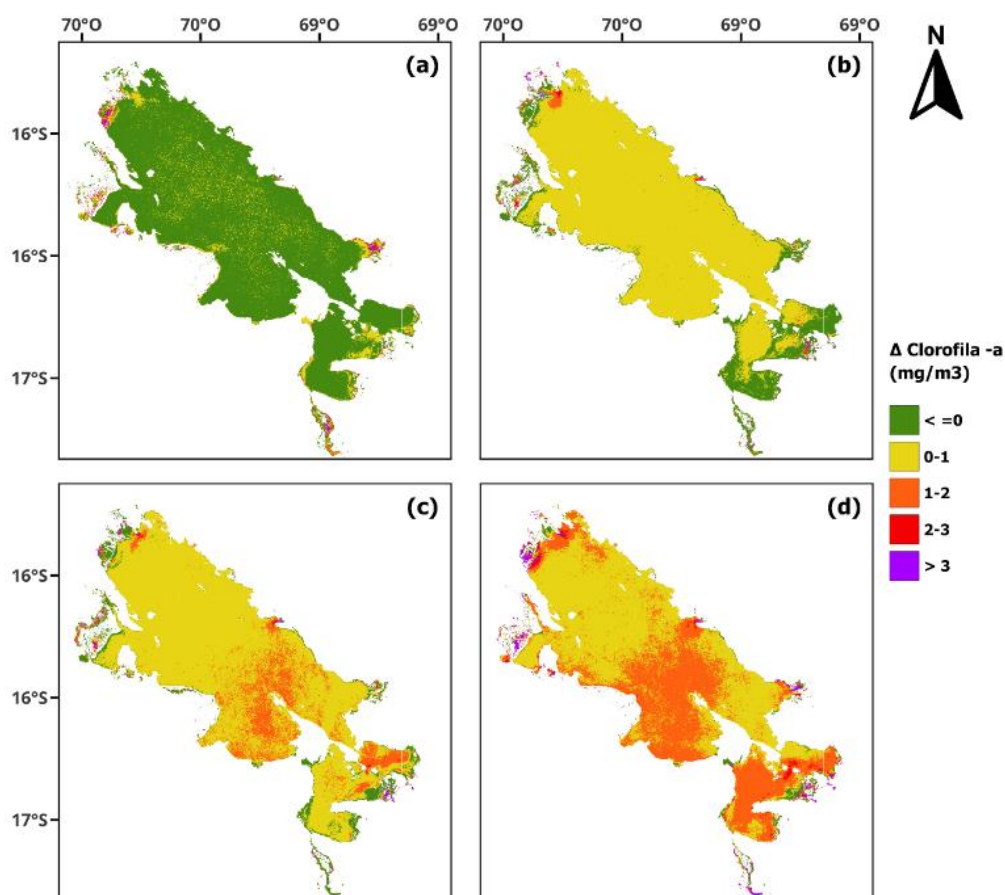 70°O 70°O 69°O 69°O 70°O 70°O 69°O 69°O
N
(a) (b)
16°S
16°S
17°S
Δ Clorofila -a
(mg/m3)
< =0
0-1
1-2
2-3
> 3
(c) (d)
16°S
16°S
17°S